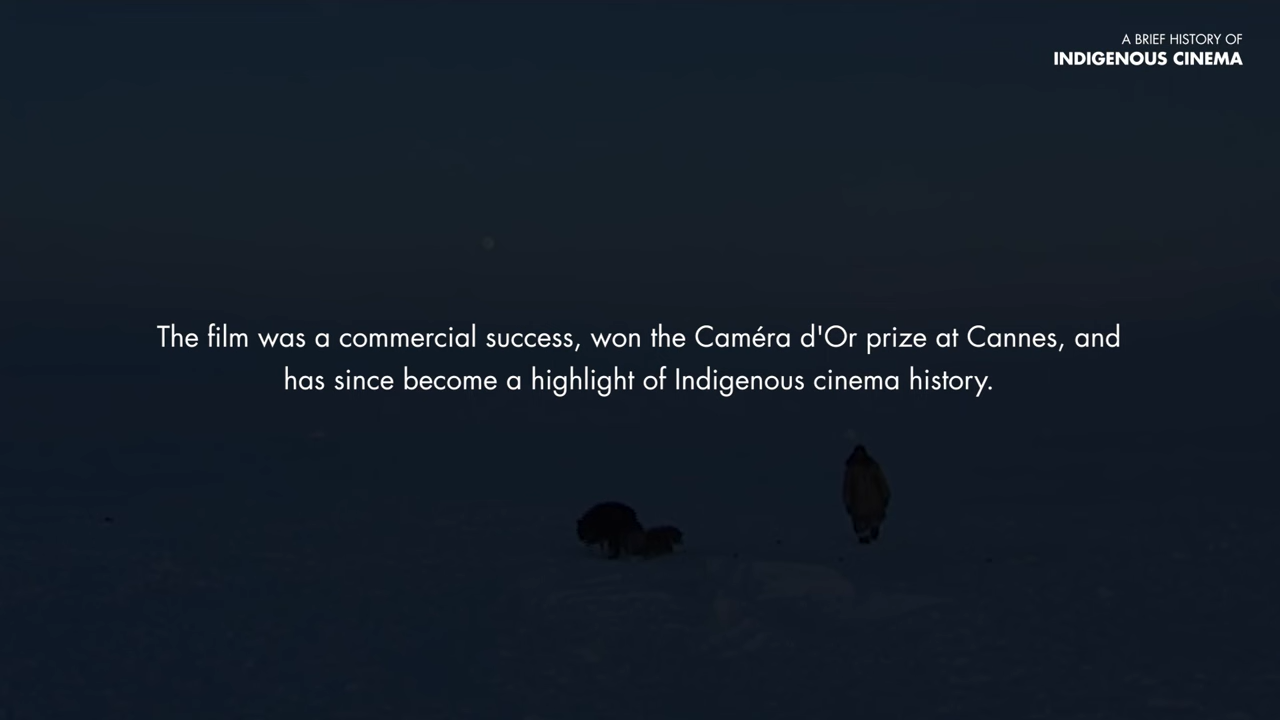 A BRIEF HISTORY OF
INDIGENOUS CINEMA
The film was a commercial success, won the Caméra d'Or prize at Cannes, and
has since become a highlight of Indigenous cinema history.